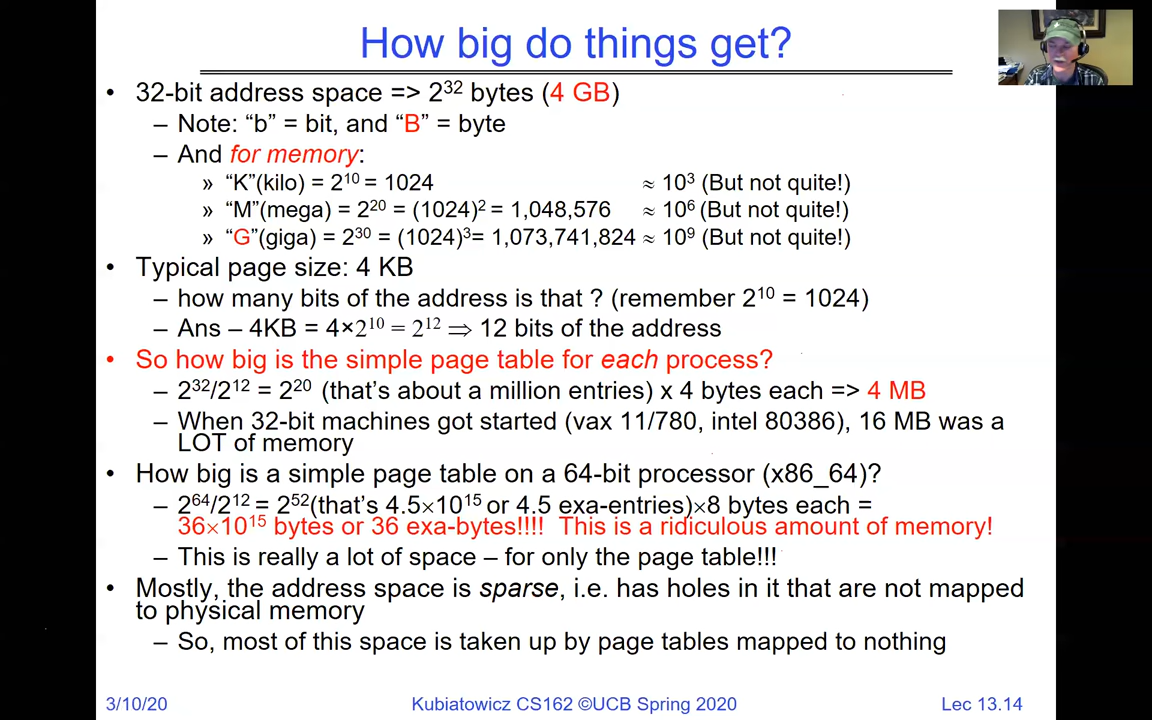 How big do things get?
• 32-bit address space => 2³² bytes (4 GB)
– Note: “b” = bit, and “B” = byte
– And for memory:
» “K”(kilo) = 2¹⁰ = 1024 ≈ 10³ (But not quite!)
» “M”(mega) = 2²⁰ = (1024)² = 1,048,576 ≈ 10⁶ (But not quite!)
» “G”(giga) = 2³⁰ = (1024)³= 1,073,741,824 ≈ 10⁹ (But not quite!)
• Typical page size: 4 KB
– how many bits of the address is that ? (remember 2¹⁰ = 1024)
– Ans – 4KB = 4×2¹⁰ = 2¹² ⇒ 12 bits of the address
• So how big is the simple page table for each process?
– 2³²/2¹² = 2²⁰ (that’s about a million entries) x 4 bytes each => 4 MB
– When 32-bit machines got started (vax 11/780, intel 80386), 16 MB was a
LOT of memory
• How big is a simple page table on a 64-bit processor (x86_64)?
– 2⁶⁴/2¹² = 2⁵²(that’s 4.5×10¹⁵ or 4.5 exa-entries)×8 bytes each =
36×10¹⁵ bytes or 36 exa-bytes!!!! This is a ridiculous amount of memory!
– This is really a lot of space – for only the page table!!!
• Mostly, the address space is sparse, i.e. has holes in it that are not mapped
to physical memory
– So, most of this space is taken up by page tables mapped to nothing
3/10/20 Kubiatowicz CS162 ©UCB Spring 2020 Lec 13.14